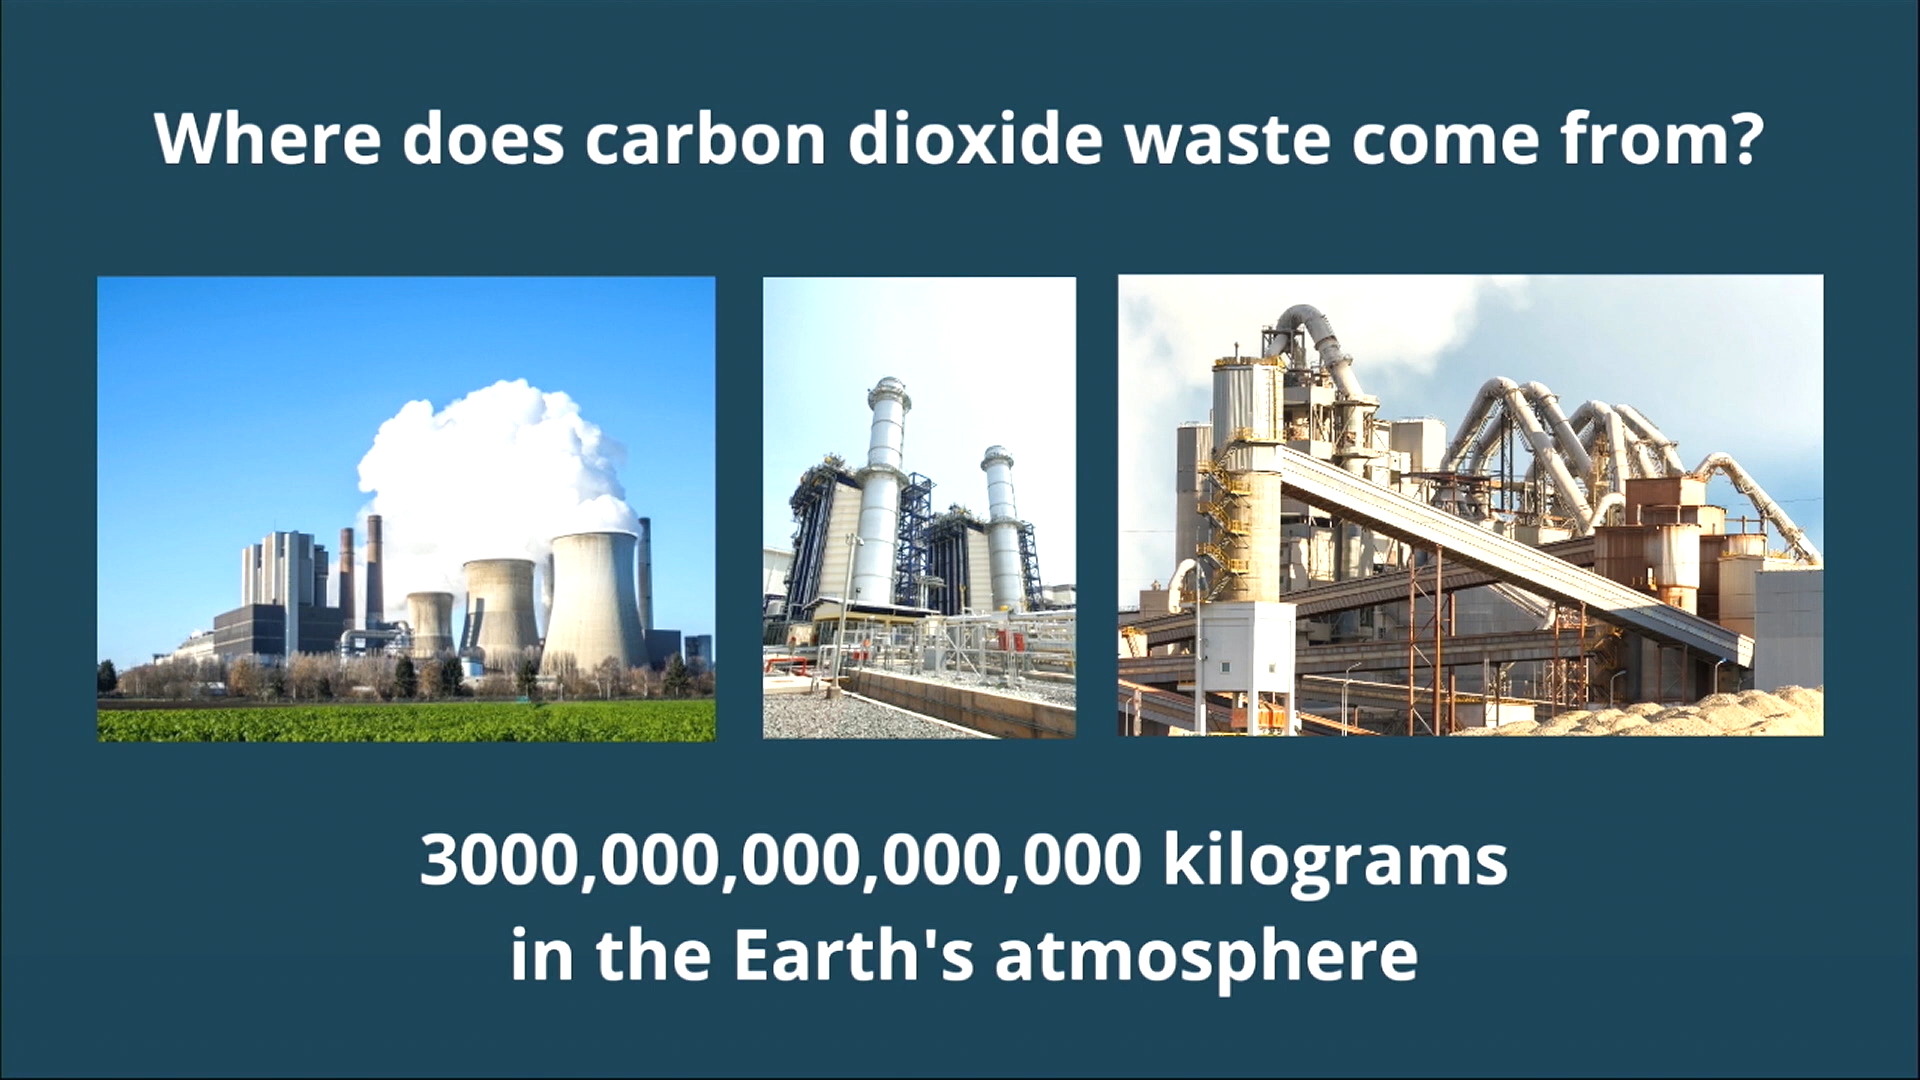 Where does carbon dioxide waste come from?
3000,000,000,000,000 kilograms
in the Earth's atmosphere